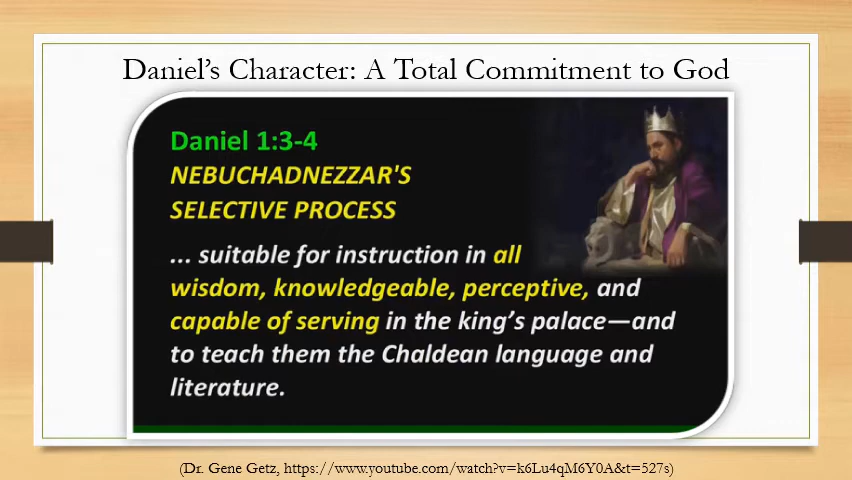 Daniel's Character: A Total Commitment to God
Daniel 1:3-4
NEBUCHADNEZZAR'S
SELECTIVE PROCESS
... suitable for instruction in all
wisdom, knowledgeable, perceptive, and
capable of serving in the king's palace—and
to teach them the Chaldean language and
literature.
(Dr. Gene Getz, https://www.youtube.com/watch?v=k6Lu4qM6Y0A&t=527s)